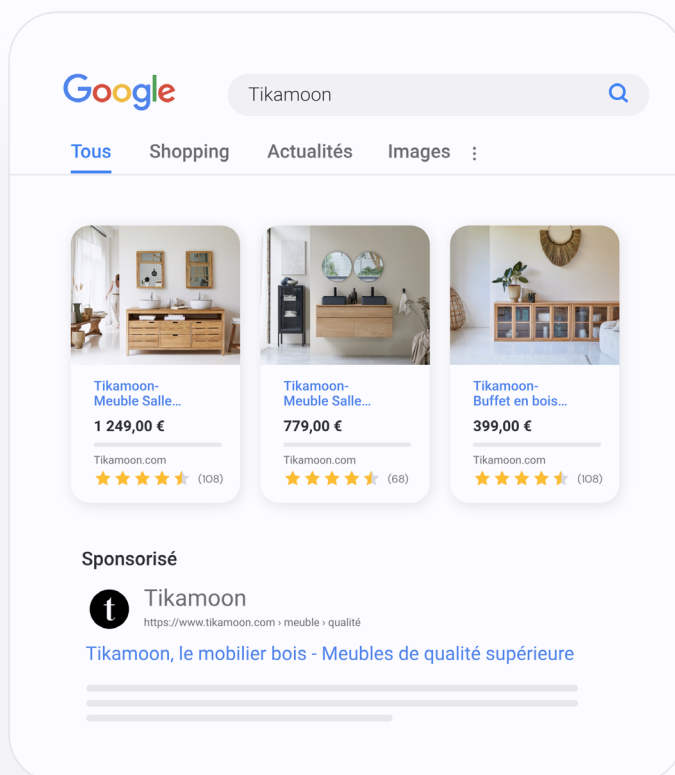 Google
Tikamoon
Tous Shopping Actualités Images
Tikamoon-
Meuble Salle...
1 249,00 €
Tikamoon.com
(108)
Tikamoon-
Meuble Salle...
779,00 €
Tikamoon.com
(68)
Tikamoon-
Buffet en bois...
399,00 €
Tikamoon.com
(108)
Sponsorisé
t
Tikamoon
https://www.tikamoon.com › meuble › qualité
Tikamoon, le mobilier bois - Meubles de qualité supérieure